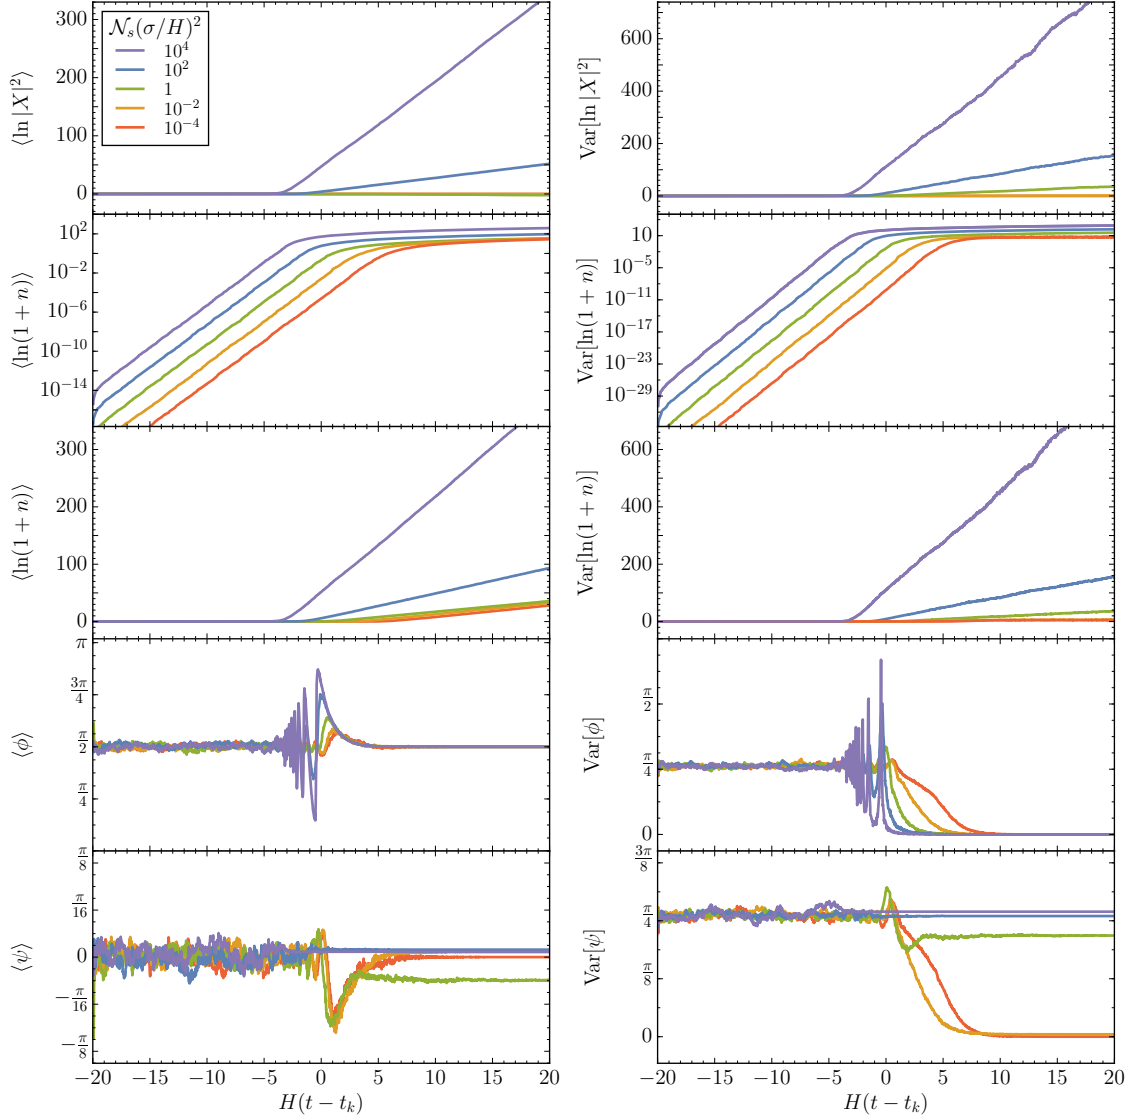 𝒩ₛ(σ/H)²
10⁴
10²
1
10⁻²
10⁻⁴
⟨ln |X|²⟩
300
200
100
0
Var[ln |X|²]
600
400
200
0
⟨ln(1 + n)⟩
10²
10⁻²
10⁻⁶
10⁻¹⁰
10⁻¹⁴
Var[ln(1 + n)]
10
10⁻⁵
10⁻¹¹
10⁻¹⁷
10⁻²³
10⁻²⁹
⟨ln(1 + n)⟩
300
200
100
0
Var[ln(1 + n)]
600
400
200
0
⟨ϕ⟩
π
3π/4
π/2
π/4
Var[ϕ]
π/2
π/4
0
⟨ψ⟩
π/8
π/16
0
−π/16
−π/8
Var[ψ]
3π/8
π/4
π/8
0
−20 −15 −10 −5 0 5 10 15 20
H(t − tₖ)
−20 −15 −10 −5 0 5 10 15 20
H(t − tₖ)